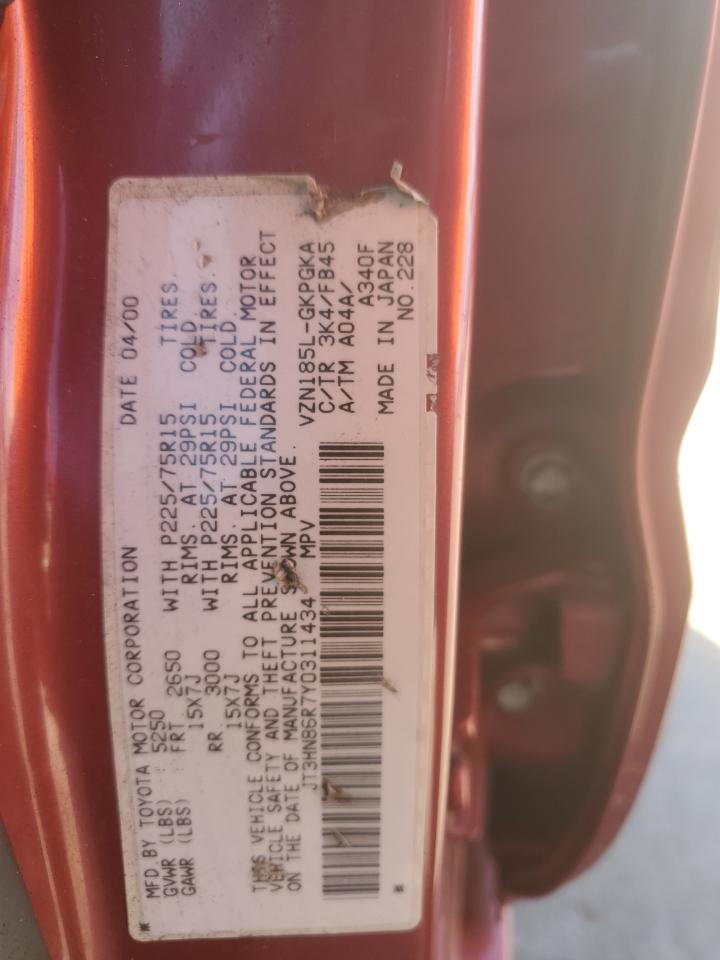 MFD. BY TOYOTA MOTOR CORPORATION DATE 04/00
GVWR (LBS) : 5250
GAWR (LBS) : FRT 2650 WITH P225/75R15 TIRES.
15X7J RIMS. AT 29PSI COLD
RR 3000 WITH P225/75R15 TIRES.
15X7J RIMS. AT 29PSI COLD.
THIS VEHICLE CONFORMS TO ALL APPLICABLE FEDERAL MOTOR
VEHICLE SAFETY AND THEFT PREVENTION STANDARDS IN EFFECT
ON THE DATE OF MANUFACTURE SHOWN ABOVE.
JT3HN86R7Y0311434 MPV
VZN185L-GKPGKA
C/TR 3K4/FB45
A/TM A04A/
A340F
MADE IN JAPAN
NO.228